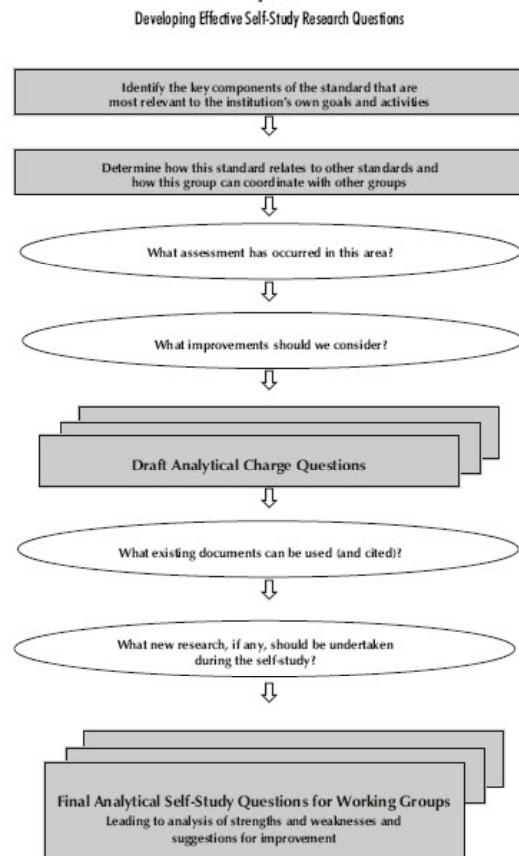 Developing Effective Self-Study Research Questions
Identify the key components of the standard that are
most relevant to the institution's own goals and activities
Determine how this standard relates to other standards and
how this group can coordinate with other groups
What assessment has occurred in this area?
What improvements should we consider?
Draft Analytical Charge Questions
What existing documents can be used (and cited)?
What new research, if any, should be undertaken
during the self-study?
Final Analytical Self-Study Questions for Working Groups
Leading to analysis of strengths and weaknesses and
suggestions for improvement